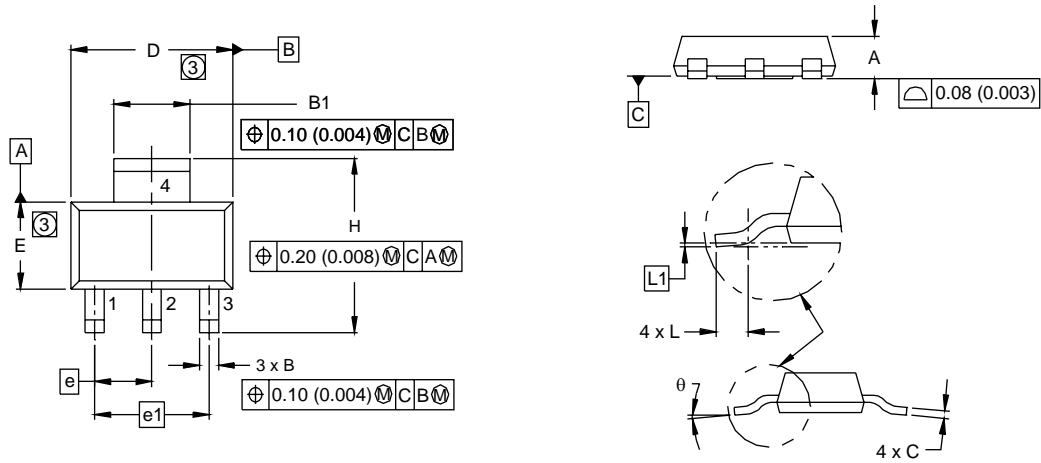 D
B
③
B1
⌖ 0.10 (0.004) Ⓜ C B Ⓜ
A
4
③
E
H
⌖ 0.20 (0.008) Ⓜ C A Ⓜ
1 2 3
3 x B
e
⌖ 0.10 (0.004) Ⓜ C B Ⓜ
e1
A
⌓ 0.08 (0.003)
C
L1
4 x L
θ
4 x C